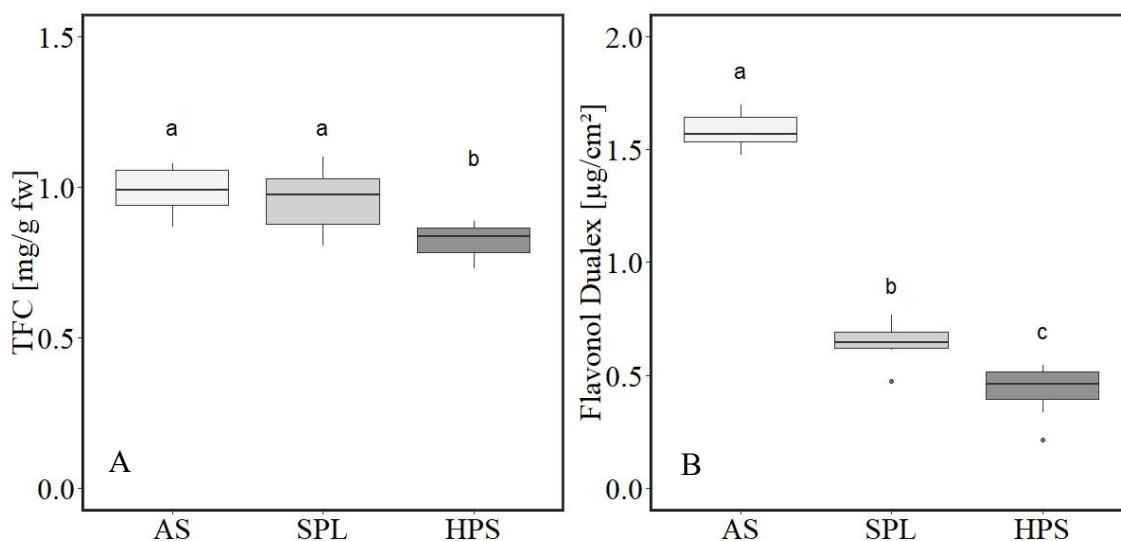 1.5
1.0
0.5
0.0
TFC [mg/g fw]
a
a
b
A
AS SPL HPS
2.0
1.5
1.0
0.5
0.0
Flavonol Dualex [µg/cm²]
a
b
c
B
AS SPL HPS